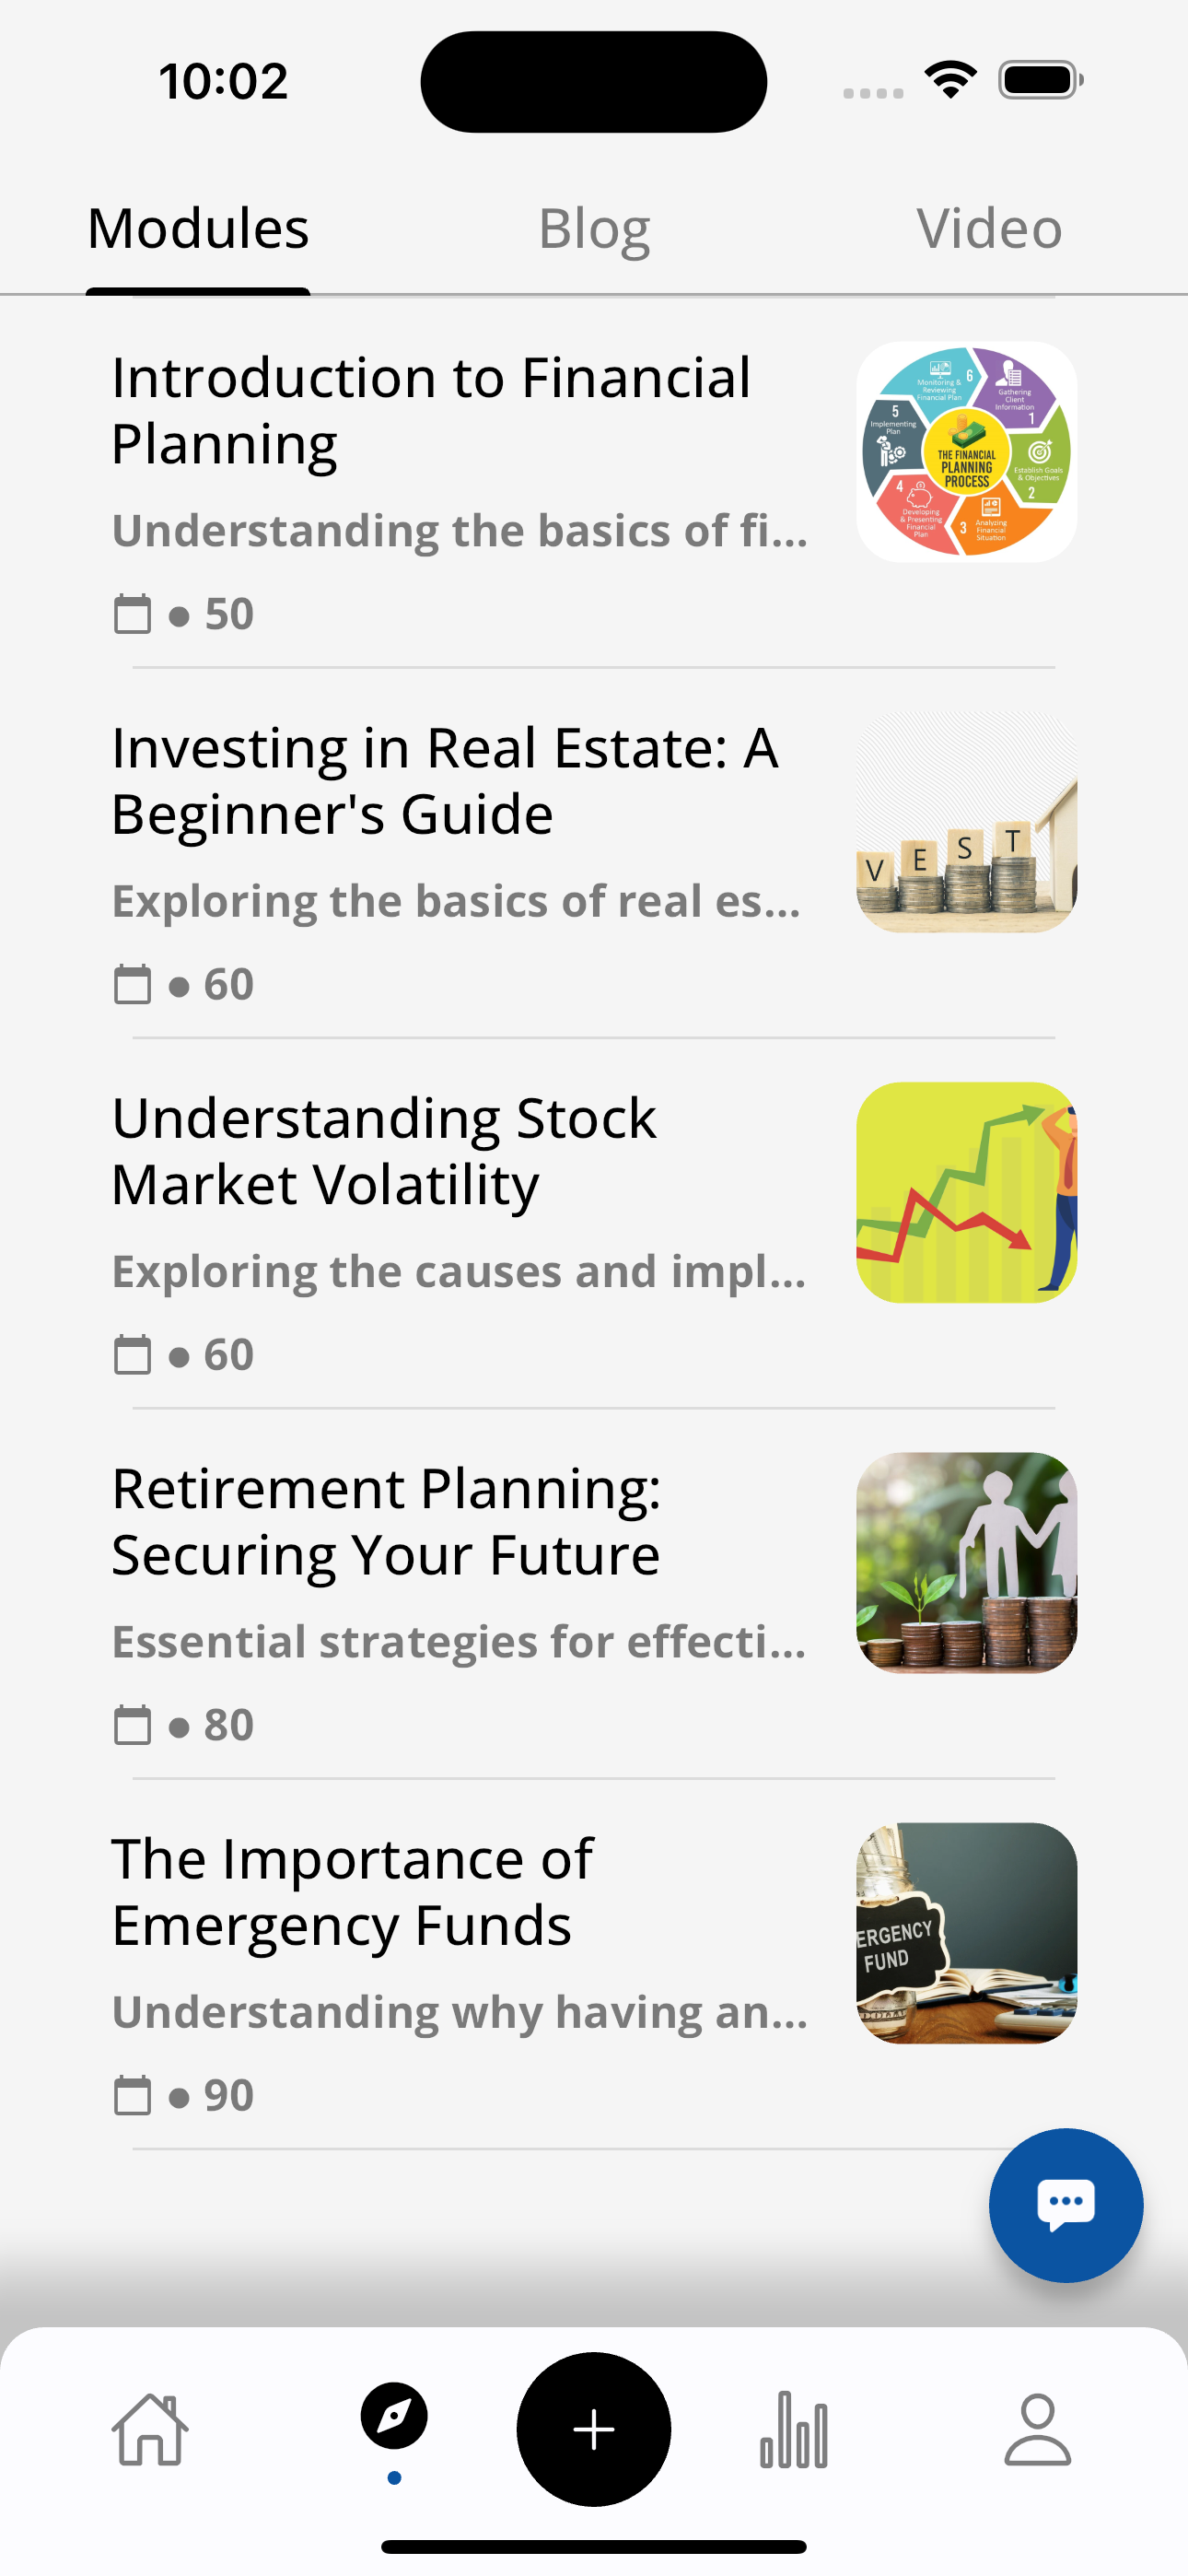 10:02
Modules
Blog
Video
Introduction to Financial
Planning
Understanding the basics of fi...
50
Monitoring &
Reviewing
Financial Plan
6
Gathering
Client
Information
1
5
Implementing
Plan
THE FINANCIAL
PLANNING
PROCESS
Establish Goals
& Objectives
2
4
Developing
& Presenting
Financial
Plan
3
Analyzing
Financial
Situation
Investing in Real Estate: A
Beginner's Guide
Exploring the basics of real es...
60
V E S T
Understanding Stock
Market Volatility
Exploring the causes and impl...
60
Retirement Planning:
Securing Your Future
Essential strategies for effecti...
80
The Importance of
Emergency Funds
Understanding why having an...
90
ERGENCY
FUND